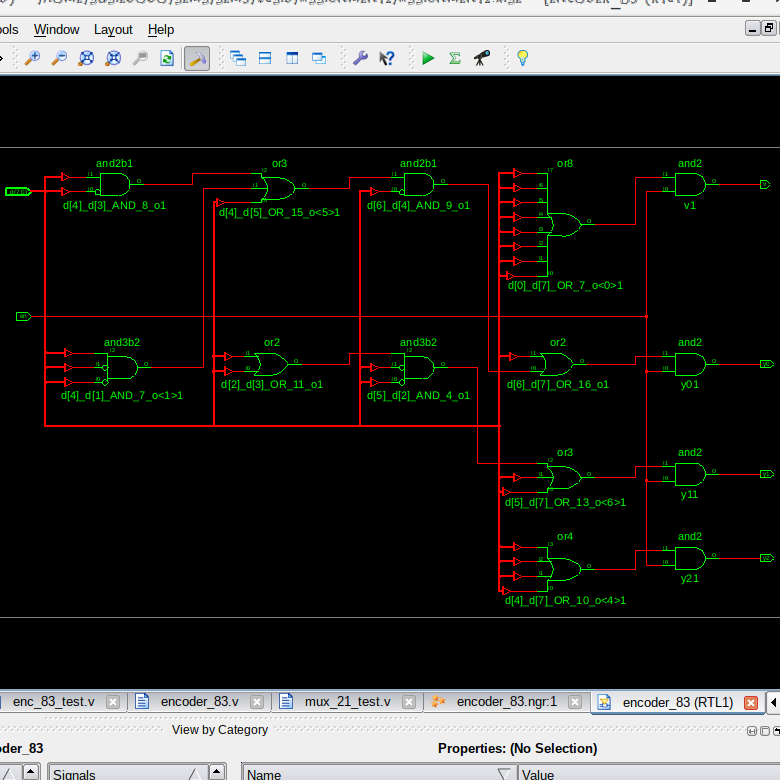 ols Window Layout Help
and2b1 or3 and2b1 or8 and2
d[4]_d[3]_AND_8_o1 d[4]_d[5]_OR_15_o<5>1 d[6]_d[4]_AND_9_o1 y1
d[0]_d[7]_OR_7_o<0>1
and3b2 or2 and3b2 or2 and2
d[4]_d[1]_AND_7_o<1>1 d[2]_d[3]_OR_11_o1 d[5]_d[2]_AND_4_o1 d[6]_d[7]_OR_16_o1 y01
or3 and2
d[5]_d[7]_OR_13_o<6>1 y11
or4 and2
d[4]_d[7]_OR_10_o<4>1 y21
enc_83_test.v encoder_83.v mux_21_test.v encoder_83.ngr:1 encoder_83 (RTL1)
View by Category
oder_83 Properties: (No Selection)
Signals Name Value